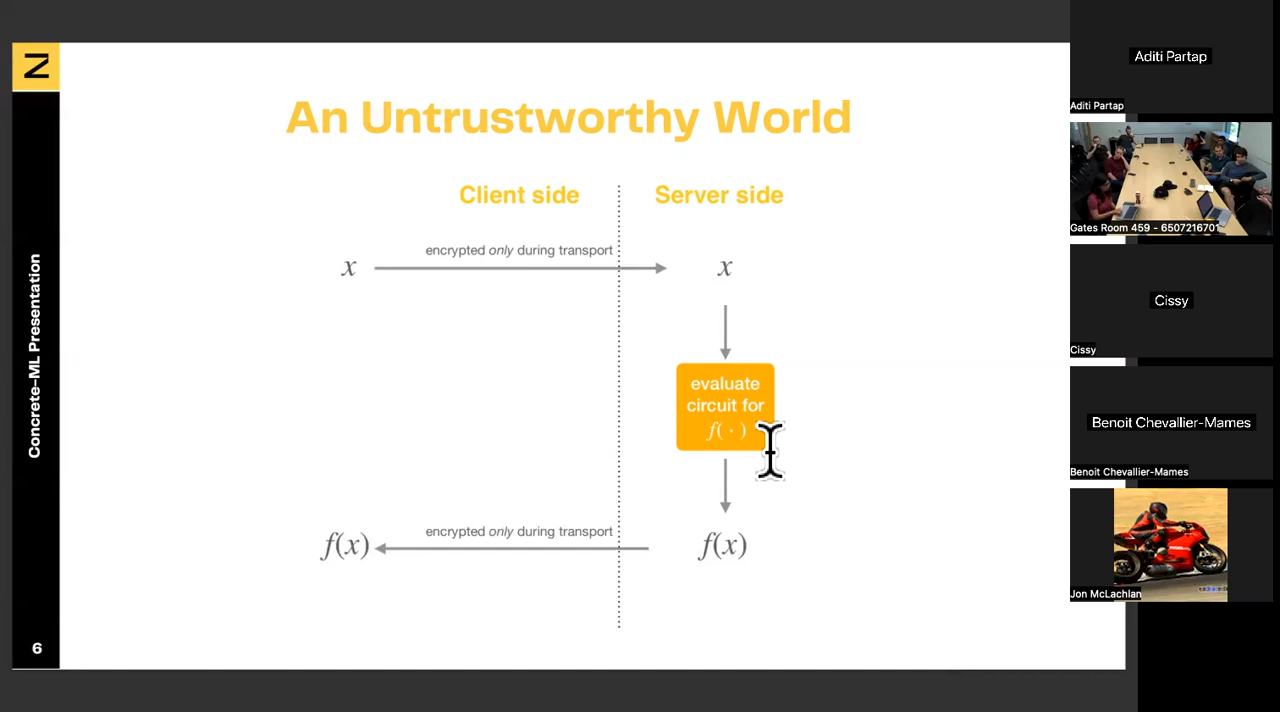 An Untrustworthy World
Client side
Server side
encrypted only during transport
x
x
evaluate
circuit for
f( · )
encrypted only during transport
f(x)
f(x)
Concrete-ML Presentation
6
Aditi Partap
Aditi Partap
Gates Room 459 - 6507216701
Cissy
Cissy
Benoit Chevallier-Mames
Benoit Chevallier-Mames
Jon McLachlan